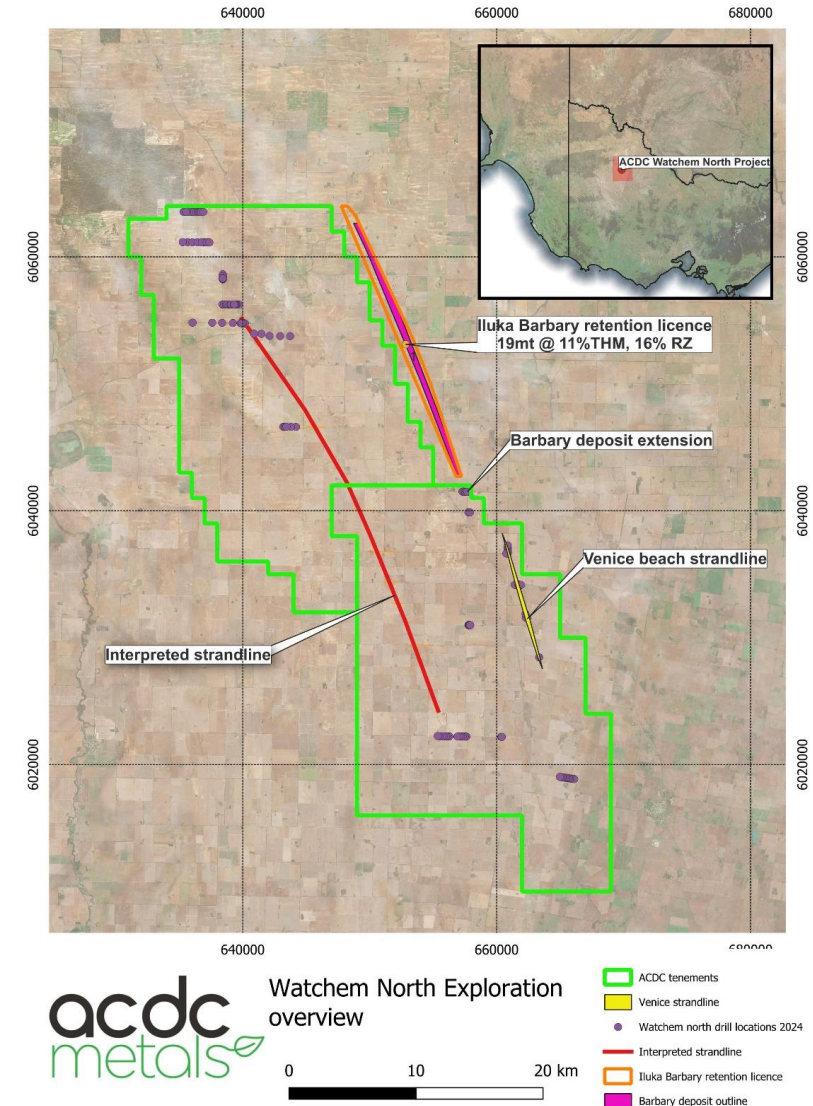 640000 660000 680000
ACDC Watchem North Project
6060000 6060000
Iluka Barbary retention licence
19mt @ 11%THM, 16% RZ
Barbary deposit extension
6040000 6040000
Venice beach strandline
Interpreted strandline
6020000 6020000
640000 660000 680000
acdc
metals
Watchem North Exploration
overview
0 10 20 km
ACDC tenements
Venice strandline
Watchem north drill locations 2024
Interpreted strandline
Iluka Barbary retention licence
Barbary deposit outline